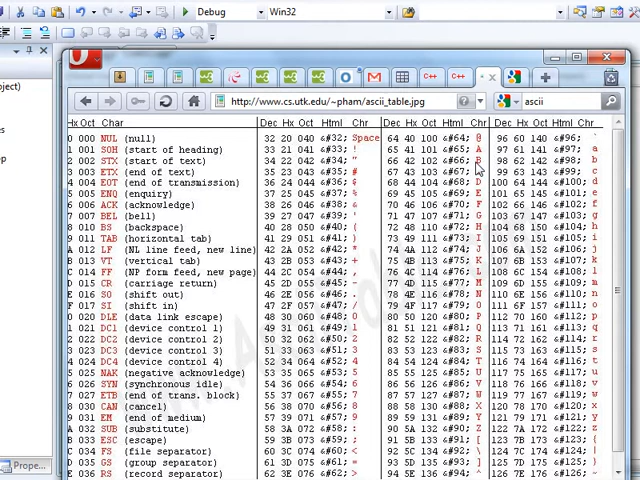 Debug
Win32
http://www.cs.utk.edu/~pham/ascii_table.jpg
ascii
Hx Oct Char Dec Hx Oct Html Chr Dec Hx Oct Html Chr Dec Hx Oct Html Chr
0 000 NUL (null) 32 20 040 &#32; Space 64 40 100 &#64; @ 96 60 140 &#96; `
1 001 SOH (start of heading) 33 21 041 &#33; ! 65 41 101 &#65; A 97 61 141 &#97; a
2 002 STX (start of text) 34 22 042 &#34; " 66 42 102 &#66; B 98 62 142 &#98; b
3 003 ETX (end of text) 35 23 043 &#35; # 67 43 103 &#67; 99 63 143 &#99; c
4 004 EOT (end of transmission) 36 24 044 &#36; $ 68 44 104 &#68; D 100 64 144 &#100; d
5 005 ENQ (enquiry) 37 25 045 &#37; % 69 45 105 &#69; E 101 65 145 &#101; e
6 006 ACK (acknowledge) 38 26 046 &#38; & 70 46 106 &#70; F 102 66 146 &#102; f
7 007 BEL (bell) 39 27 047 &#39; ' 71 47 107 &#71; G 103 67 147 &#103; g
8 010 BS (backspace) 40 28 050 &#40; ( 72 48 110 &#72; H 104 68 150 &#104; h
9 011 TAB (horizontal tab) 41 29 051 &#41; ) 73 49 111 &#73; I 105 69 151 &#105; i
A 012 LF (NL line feed, new line) 42 2A 052 &#42; * 74 4A 112 &#74; J 106 6A 152 &#106; j
B 013 VT (vertical tab) 43 2B 053 &#43; + 75 4B 113 &#75; K 107 6B 153 &#107; k
C 014 FF (NP form feed, new page) 44 2C 054 &#44; , 76 4C 114 &#76; L 108 6C 154 &#108; l
D 015 CR (carriage return) 45 2D 055 &#45; - 77 4D 115 &#77; M 109 6D 155 &#109; m
E 016 SO (shift out) 46 2E 056 &#46; . 78 4E 116 &#78; N 110 6E 156 &#110; n
F 017 SI (shift in) 47 2F 057 &#47; / 79 4F 117 &#79; O 111 6F 157 &#111; o
10 020 DLE (data link escape) 48 30 060 &#48; 0 80 50 120 &#80; P 112 70 160 &#112; p
11 021 DC1 (device control 1) 49 31 061 &#49; 1 81 51 121 &#81; Q 113 71 161 &#113; q
12 022 DC2 (device control 2) 50 32 062 &#50; 2 82 52 122 &#82; R 114 72 162 &#114; r
13 023 DC3 (device control 3) 51 33 063 &#51; 3 83 53 123 &#83; S 115 73 163 &#115; s
14 024 DC4 (device control 4) 52 34 064 &#52; 4 84 54 124 &#84; T 116 74 164 &#116; t
15 025 NAK (negative acknowledge) 53 35 065 &#53; 5 85 55 125 &#85; U 117 75 165 &#117; u
16 026 SYN (synchronous idle) 54 36 066 &#54; 6 86 56 126 &#86; V 118 76 166 &#118; v
17 027 ETB (end of trans. block) 55 37 067 &#55; 7 87 57 127 &#87; W 119 77 167 &#119; w
18 030 CAN (cancel) 56 38 070 &#56; 8 88 58 130 &#88; X 120 78 170 &#120; x
19 031 EM (end of medium) 57 39 071 &#57; 9 89 59 131 &#89; Y 121 79 171 &#121; y
1A 032 SUB (substitute) 58 3A 072 &#58; : 90 5A 132 &#90; Z 122 7A 172 &#122; z
1B 033 ESC (escape) 59 3B 073 &#59; ; 91 5B 133 &#91; [ 123 7B 173 &#123; {
1C 034 FS (file separator) 60 3C 074 &#60; < 92 5C 134 &#92; \ 124 7C 174 &#124; |
1D 035 GS (group separator) 61 3D 075 &#61; = 93 5D 135 &#93; ] 125 7D 175 &#125; }
1E 036 RS (record separator) 62 3E 076 &#62; > 94 5E 136 &#94; ^ 126 7E 176 &#126; ~
Prope...